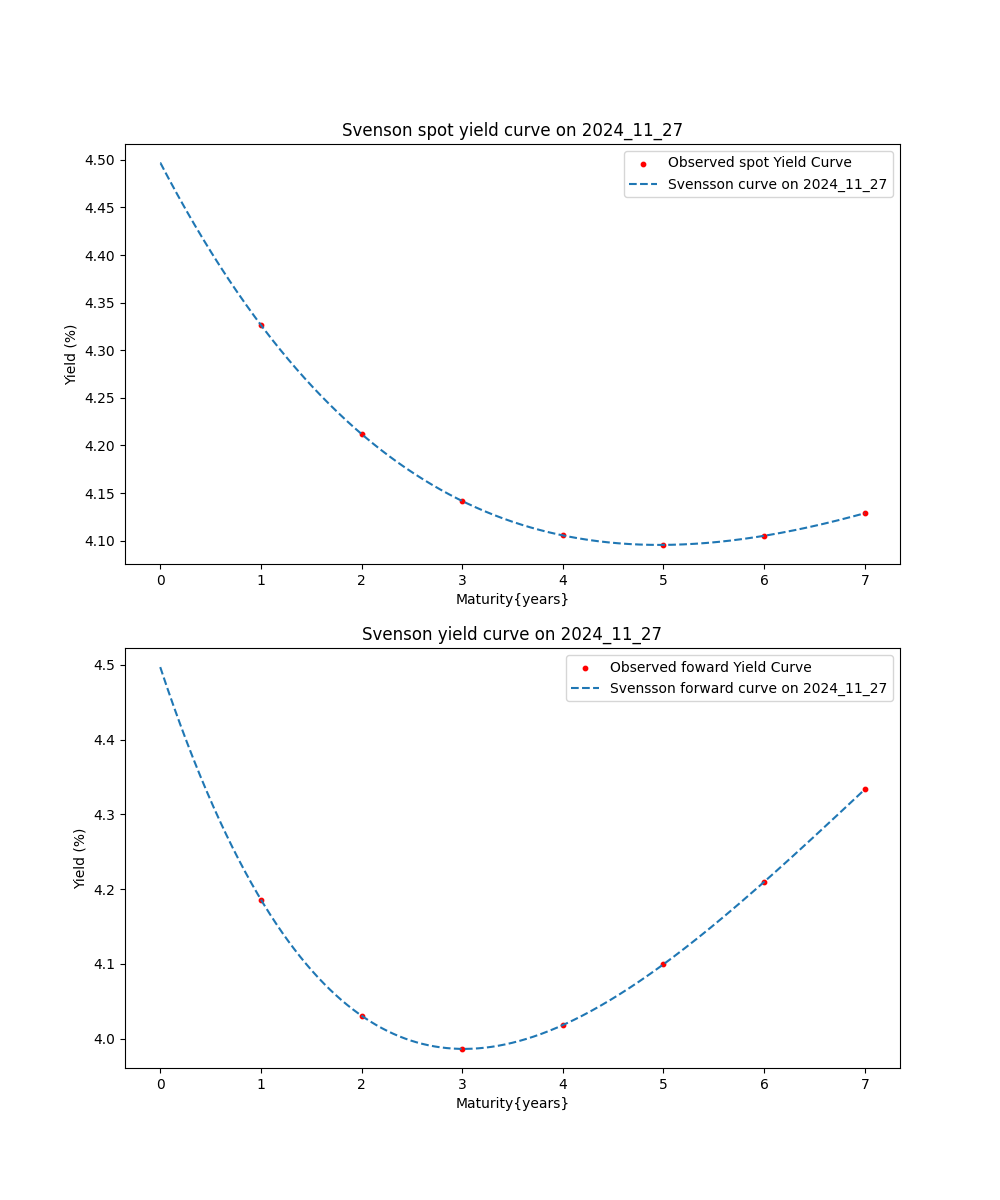 Svenson spot yield curve on 2024_11_27
Observed spot Yield Curve
Svensson curve on 2024_11_27
Yield (%)
4.50
4.45
4.40
4.35
4.30
4.25
4.20
4.15
4.10
0 1 2 3 4 5 6 7
Maturity{years}
Svenson yield curve on 2024_11_27
Observed foward Yield Curve
Svensson forward curve on 2024_11_27
Yield (%)
4.5
4.4
4.3
4.2
4.1
4.0
0 1 2 3 4 5 6 7
Maturity{years}